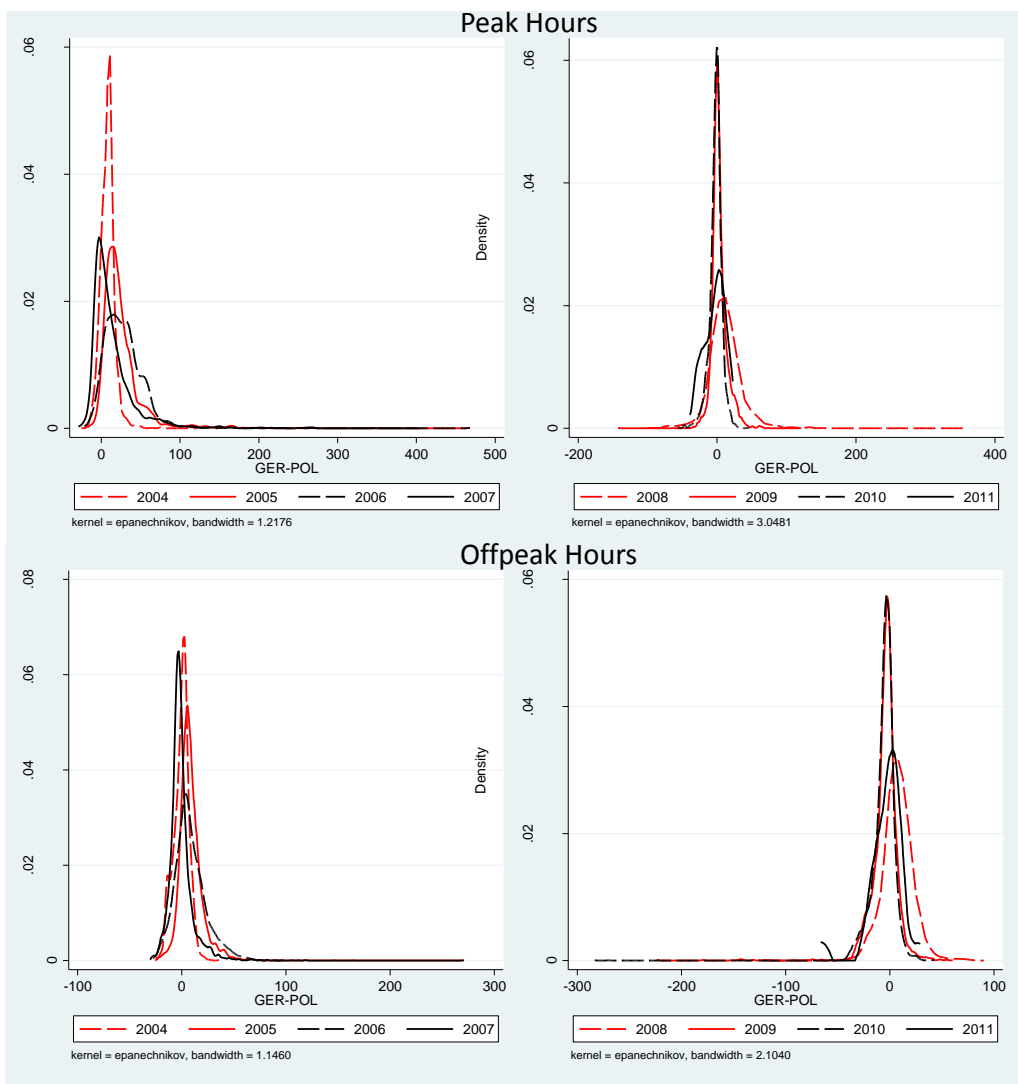 Peak Hours
.06
.04
.02
0
0 100 200 300 400 500
GER-POL
2004 2005 2006 2007
kernel = epanechnikov, bandwidth = 1.2176
Density
.06
.04
.02
0
-200 0 200 400
GER-POL
2008 2009 2010 2011
kernel = epanechnikov, bandwidth = 3.0481
Offpeak Hours
.08
.06
.04
.02
0
-100 0 100 200 300
GER-POL
2004 2005 2006 2007
kernel = epanechnikov, bandwidth = 1.1460
Density
.06
.04
.02
0
-300 -200 -100 0 100
GER-POL
2008 2009 2010 2011
kernel = epanechnikov, bandwidth = 2.1040